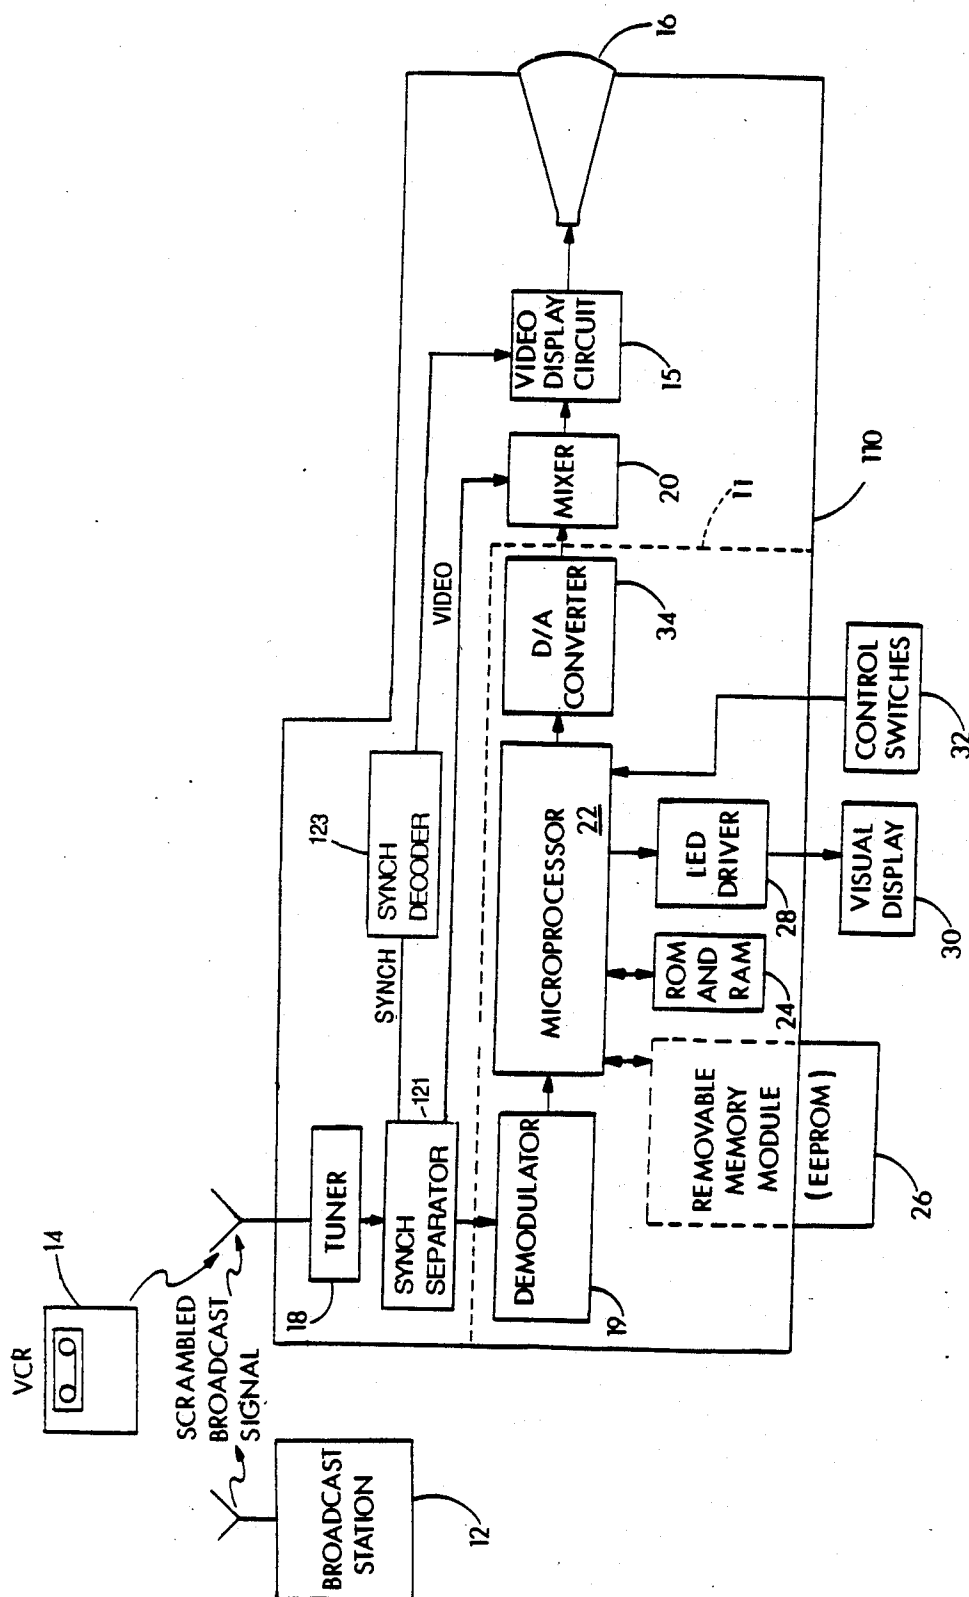 VCR
14
SCRAMBLED
BROADCAST
SIGNAL
BROADCAST
STATION
12
TUNER
18
SYNCH
SEPARATOR
121
SYNCH
SYNCH
DECODER
123
VIDEO
DEMODULATOR
19
MICROPROCESSOR
22
D/A
CONVERTER
34
MIXER
20
VIDEO
DISPLAY
CIRCUIT
15
16
11
110
REMOVABLE
MEMORY
MODULE
(EEPROM)
26
ROM
AND
RAM
24
LED
DRIVER
28
VISUAL
DISPLAY
30
CONTROL
SWITCHES
32